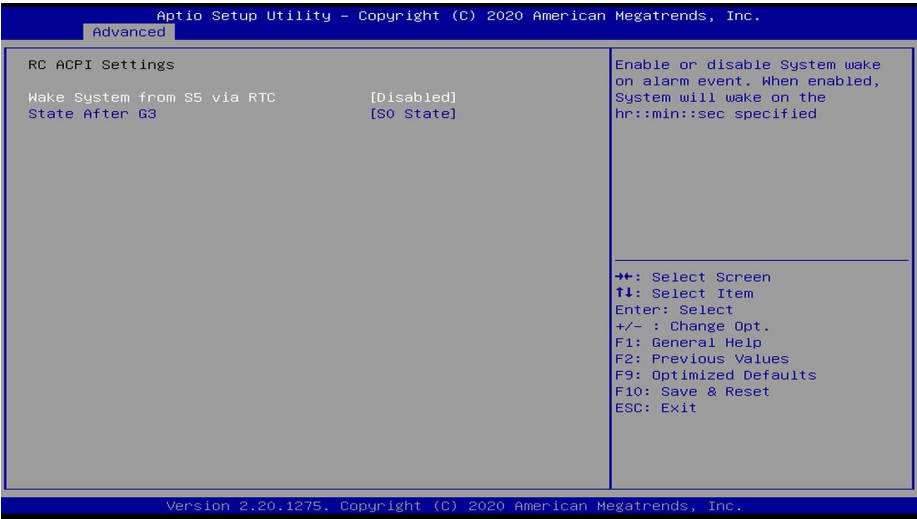 Aptio Setup Utility – Copyright (C) 2020 American Megatrends, Inc.
Advanced
RC ACPI Settings
Wake System from S5 via RTC [Disabled]
State After G3 [S0 State]
Enable or disable System wake
on alarm event. When enabled,
System will wake on the
hr::min::sec specified
→←: Select Screen
↑↓: Select Item
Enter: Select
+/- : Change Opt.
F1: General Help
F2: Previous Values
F9: Optimized Defaults
F10: Save & Reset
ESC: Exit
Version 2.20.1275. Copyright (C) 2020 American Megatrends, Inc.